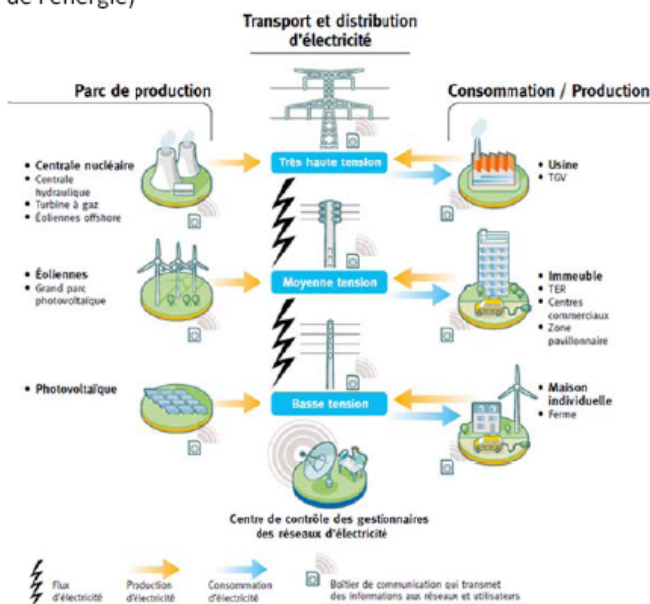 de l'énergie)
Transport et distribution
d'électricité
Parc de production
Consommation / Production
Très haute tension
• Centrale nucléaire
• Centrale
hydraulique
• Turbine à gaz
• Éoliennes offshore
• Usine
• TGV
• Éoliennes
• Grand parc
photovoltaïque
Moyenne tension
• Immeuble
• TER
• Centres
commerciaux
• Zone
pavillonnaire
• Photovoltaïque
Basse tension
• Maison
individuelle
• Ferme
Centre de contrôle des gestionnaires
des réseaux d'électricité
Flux
d'électricité
Production
d'électricité
Consommation
d'électricité
Boîtier de communication qui transmet
des informations aux réseaux et utilisateurs